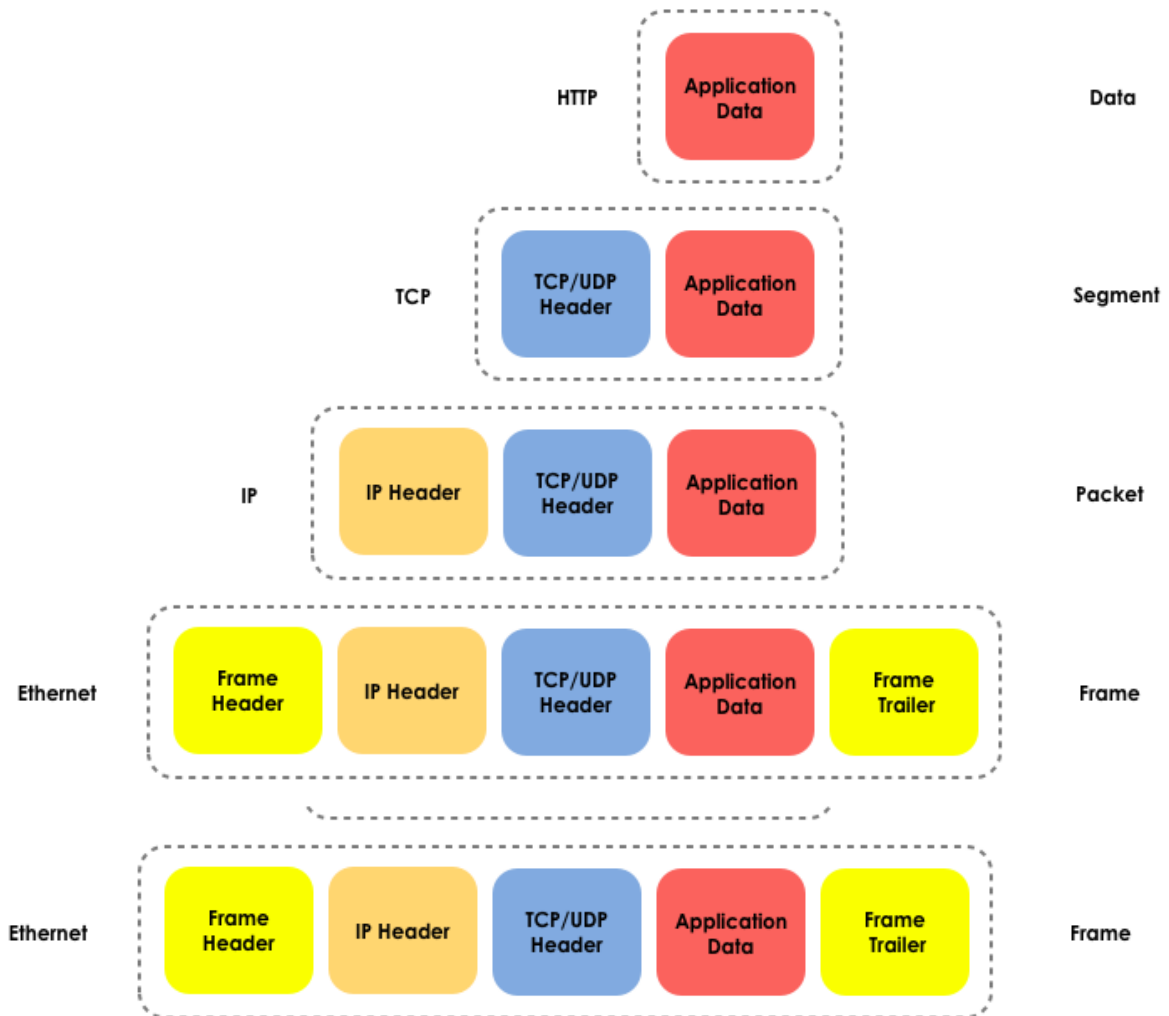 HTTP
Application
Data
Data
TCP
TCP/UDP
Header
Application
Data
Segment
IP
IP Header
TCP/UDP
Header
Application
Data
Packet
Ethernet
Frame
Header
IP Header
TCP/UDP
Header
Application
Data
Frame
Trailer
Frame
Ethernet
Frame
Header
IP Header
TCP/UDP
Header
Application
Data
Frame
Trailer
Frame